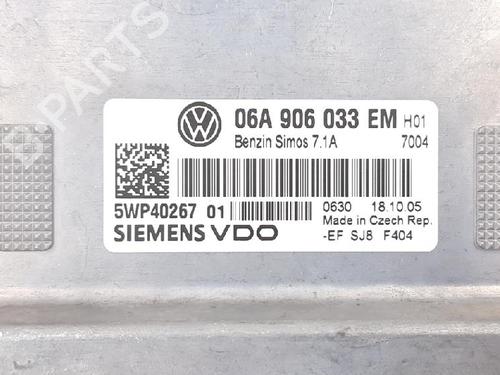 PARTS
06A 906 033 EM H01
Benzin Simos 7.1A 7004
5WP40267 01 0630 18.10.05
Made in Czech Rep.
SIEMENS VDO -EF SJ8 F404